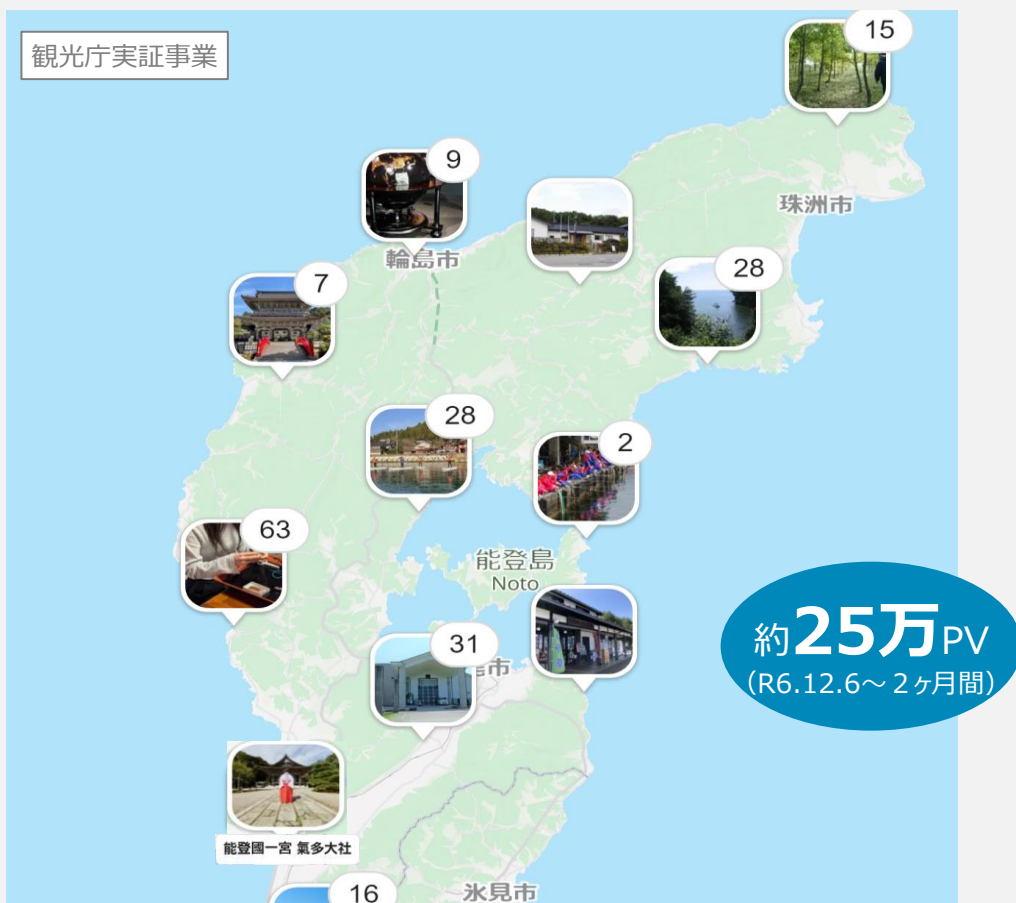 観光庁実証事業
15
9
珠洲市
輪島市
28
7
28
2
63
能登島
Noto
約25万PV
(R6.12.6～2ヶ月間)
31
尾市
能登國一宮 氣多大社
16
氷見市